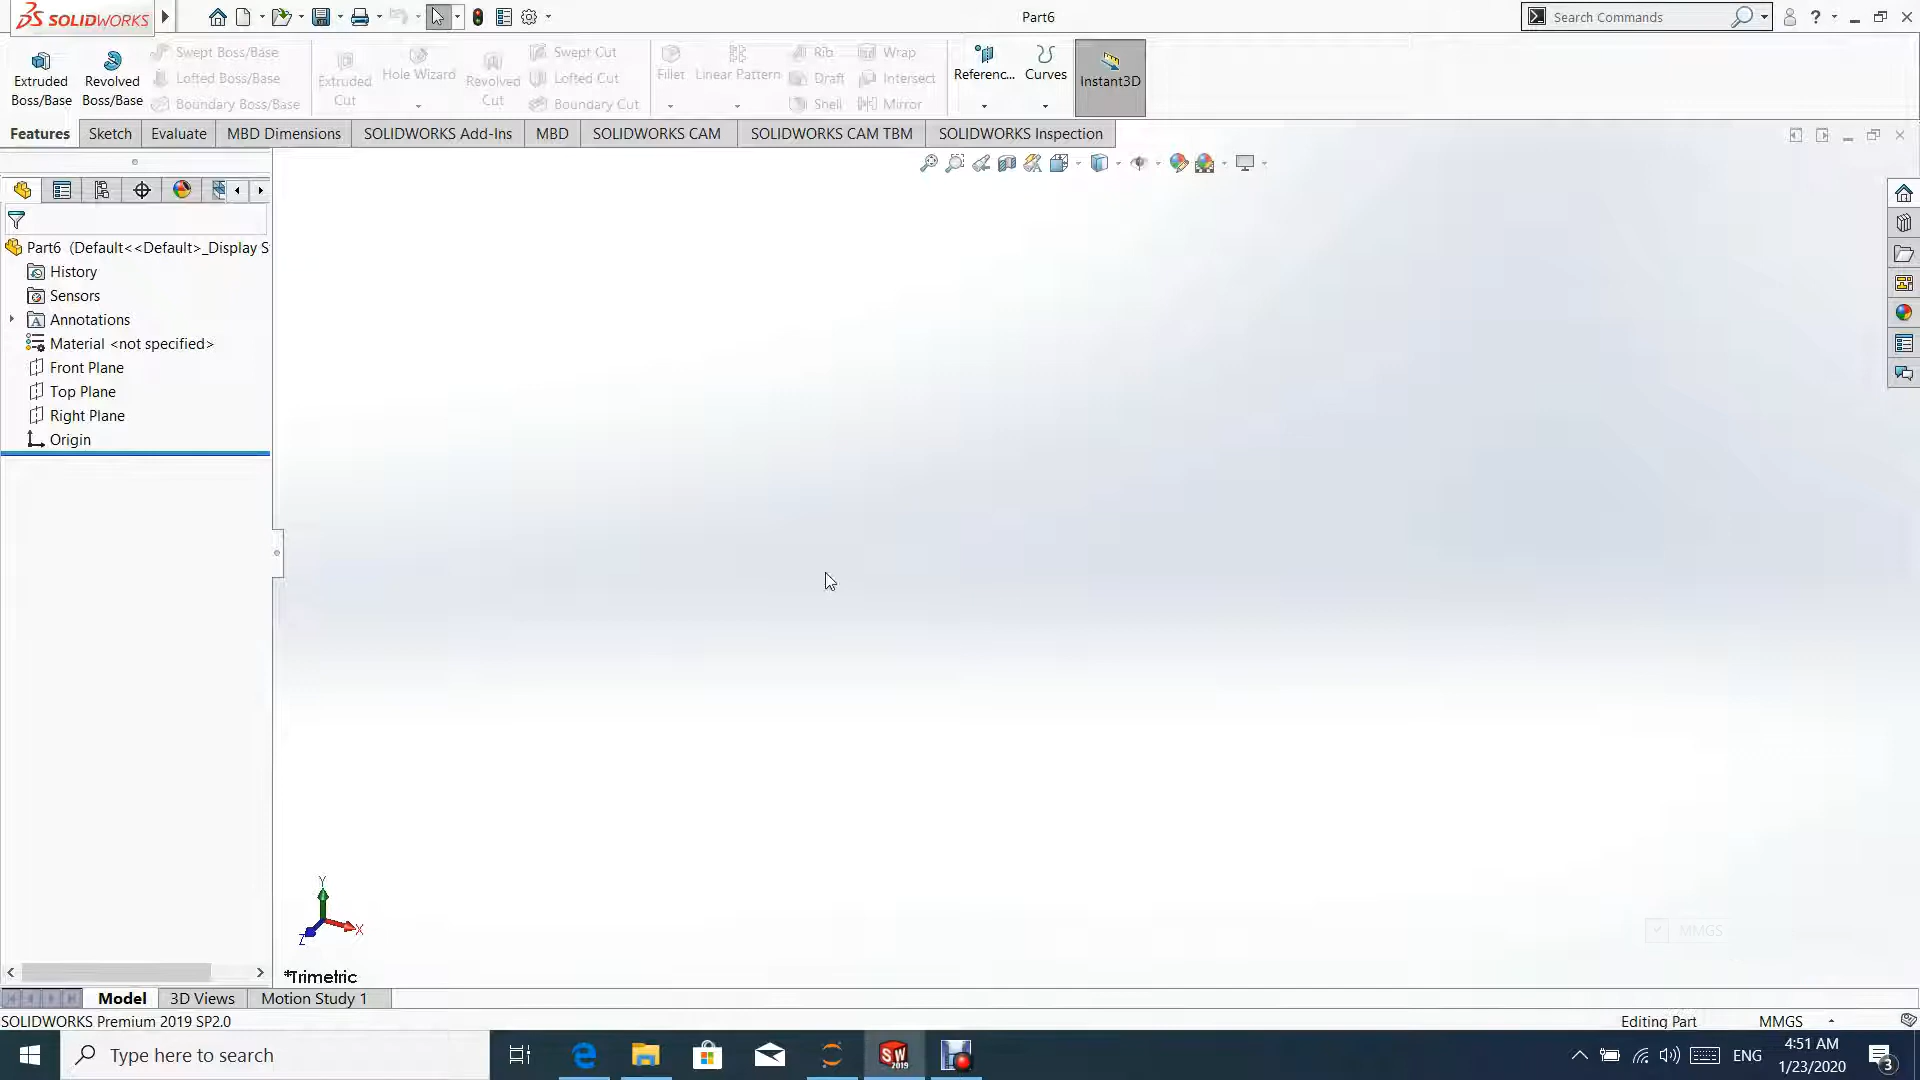 SOLIDWORKS
Part6
Search Commands
?
Extruded Boss/Base
Revolved Boss/Base
Swept Boss/Base
Lofted Boss/Base
Boundary Boss/Base
Extruded Cut
Hole Wizard
Revolved Cut
Swept Cut
Lofted Cut
Boundary Cut
Fillet
Linear Pattern
Rib
Draft
Shell
Wrap
Intersect
Mirror
Referenc...
Curves
Instant3D
Features
Sketch
Evaluate
MBD Dimensions
SOLIDWORKS Add-Ins
MBD
SOLIDWORKS CAM
SOLIDWORKS CAM TBM
SOLIDWORKS Inspection
Part6 (Default<<Default>_Display S
History
Sensors
Annotations
Material <not specified>
Front Plane
Top Plane
Right Plane
Origin
MMGS
Y
X
Z
*Trimetric
Model
3D Views
Motion Study 1
SOLIDWORKS Premium 2019 SP2.0
Editing Part
MMGS
Type here to search
SW
2019
ENG
4:51 AM
1/23/2020
3